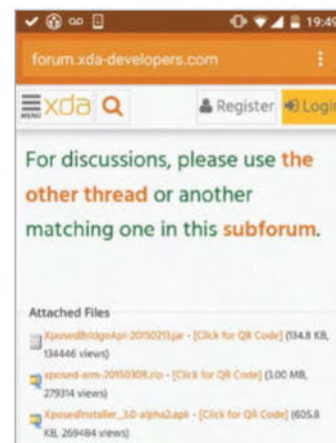 19:49
forum.xda-developers.com
MENU xda Register Login
For discussions, please use the
other thread or another
matching one in this subforum.
Attached Files
XposedBridgeApi-20150213.jar - [Click for QR Code] (134.8 KB,
134446 views)
xposed-arm-20150308.zip - [Click for QR Code] (3.00 MB,
279314 views)
XposedInstaller_3.0-alpha2.apk - [Click for QR Code] (605.8
KB, 269484 views)